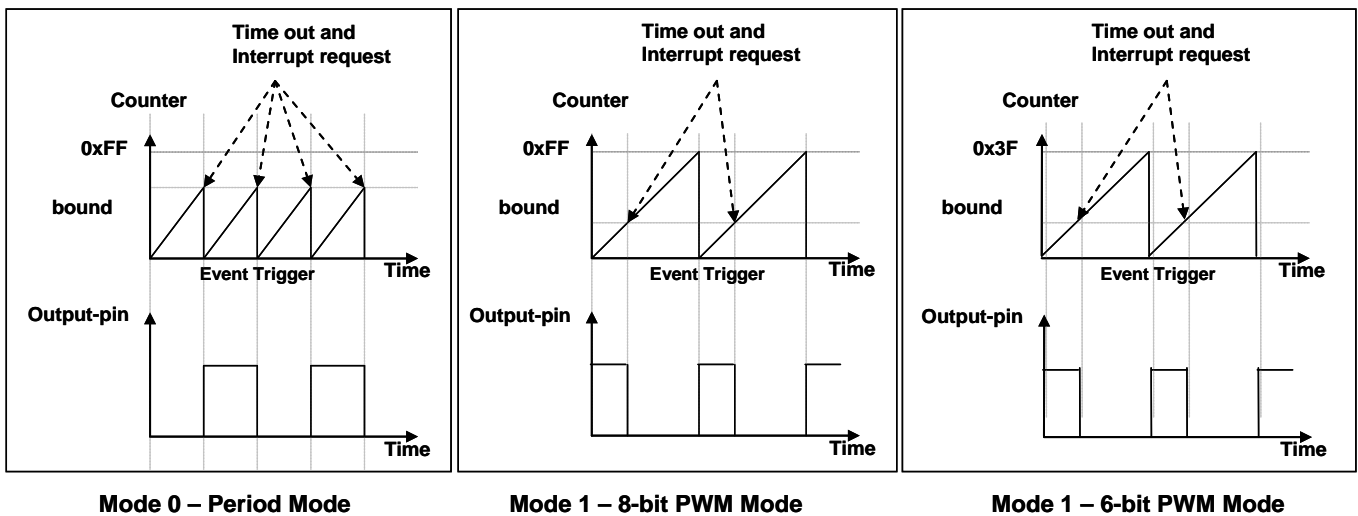 Time out and
Interrupt request
Counter
0xFF
bound
Event Trigger
Time
Output-pin
Time
Mode 0 – Period Mode
Time out and
Interrupt request
Counter
0xFF
bound
Event Trigger
Time
Output-pin
Time
Mode 1 – 8-bit PWM Mode
Time out and
Interrupt request
Counter
0x3F
bound
Event Trigger
Time
Output-pin
Time
Mode 1 – 6-bit PWM Mode